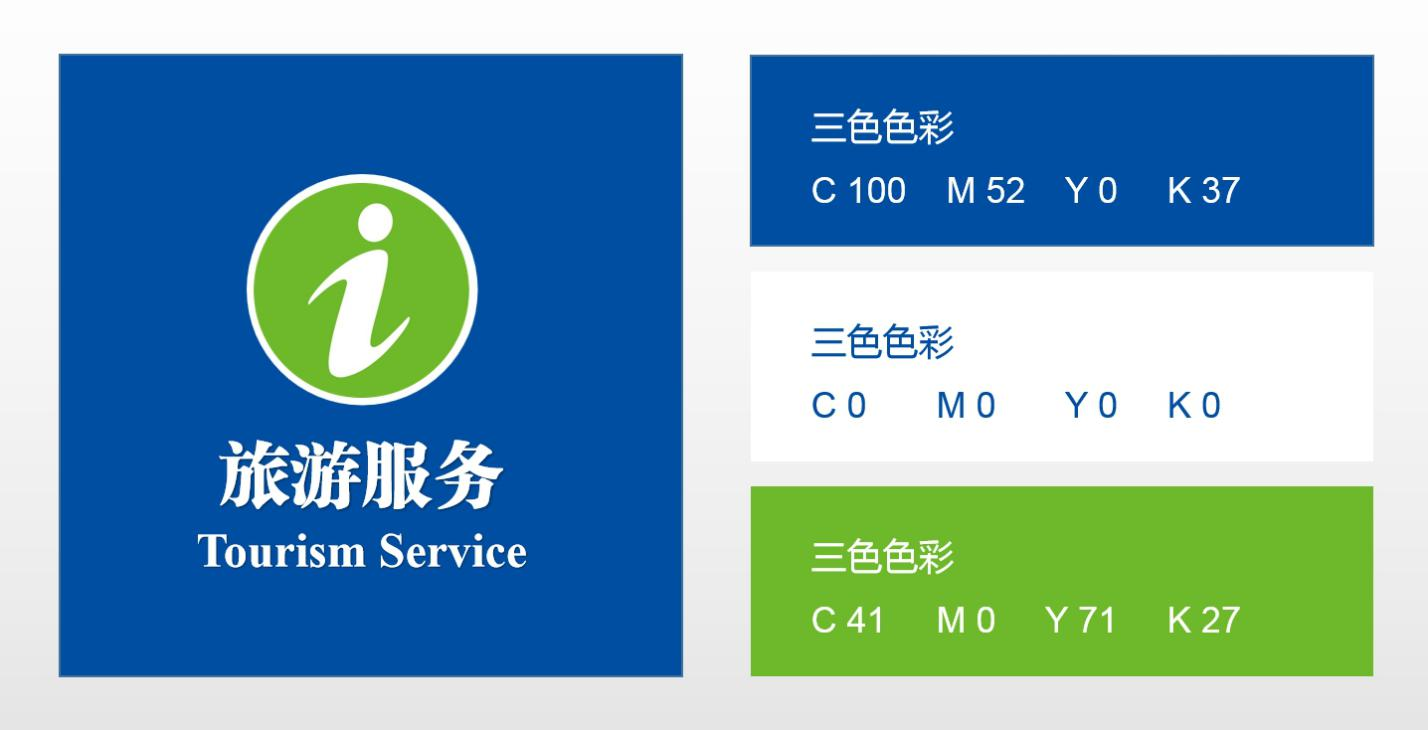 i
旅游服务
Tourism Service
三色色彩
C 100 M 52 Y 0 K 37
三色色彩
C 0 M 0 Y 0 K 0
三色色彩
C 41 M 0 Y 71 K 27